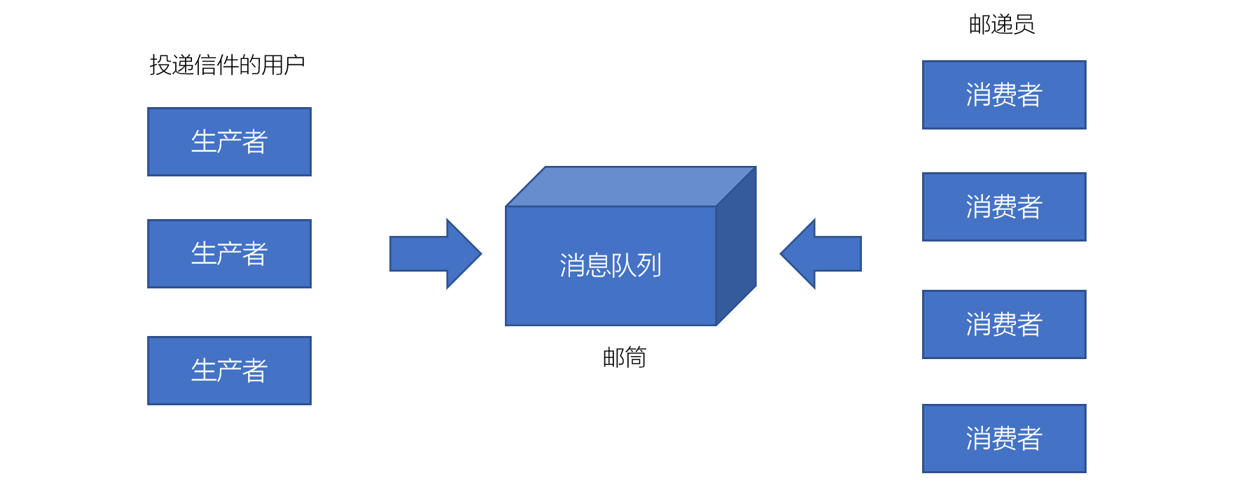 投递信件的用户
生产者
生产者
生产者
消息队列
邮筒
邮递员
消费者
消费者
消费者
消费者